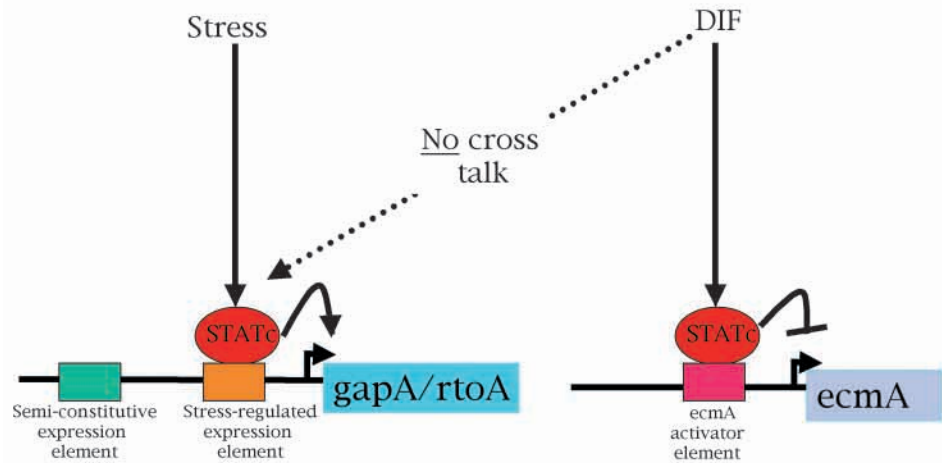 Stress
DIF
No cross
talk
STATc
STATc
gapA/rtoA
ecmA
Semi-constitutive
expression
element
Stress-regulated
expression
element
ecmA
activator
element